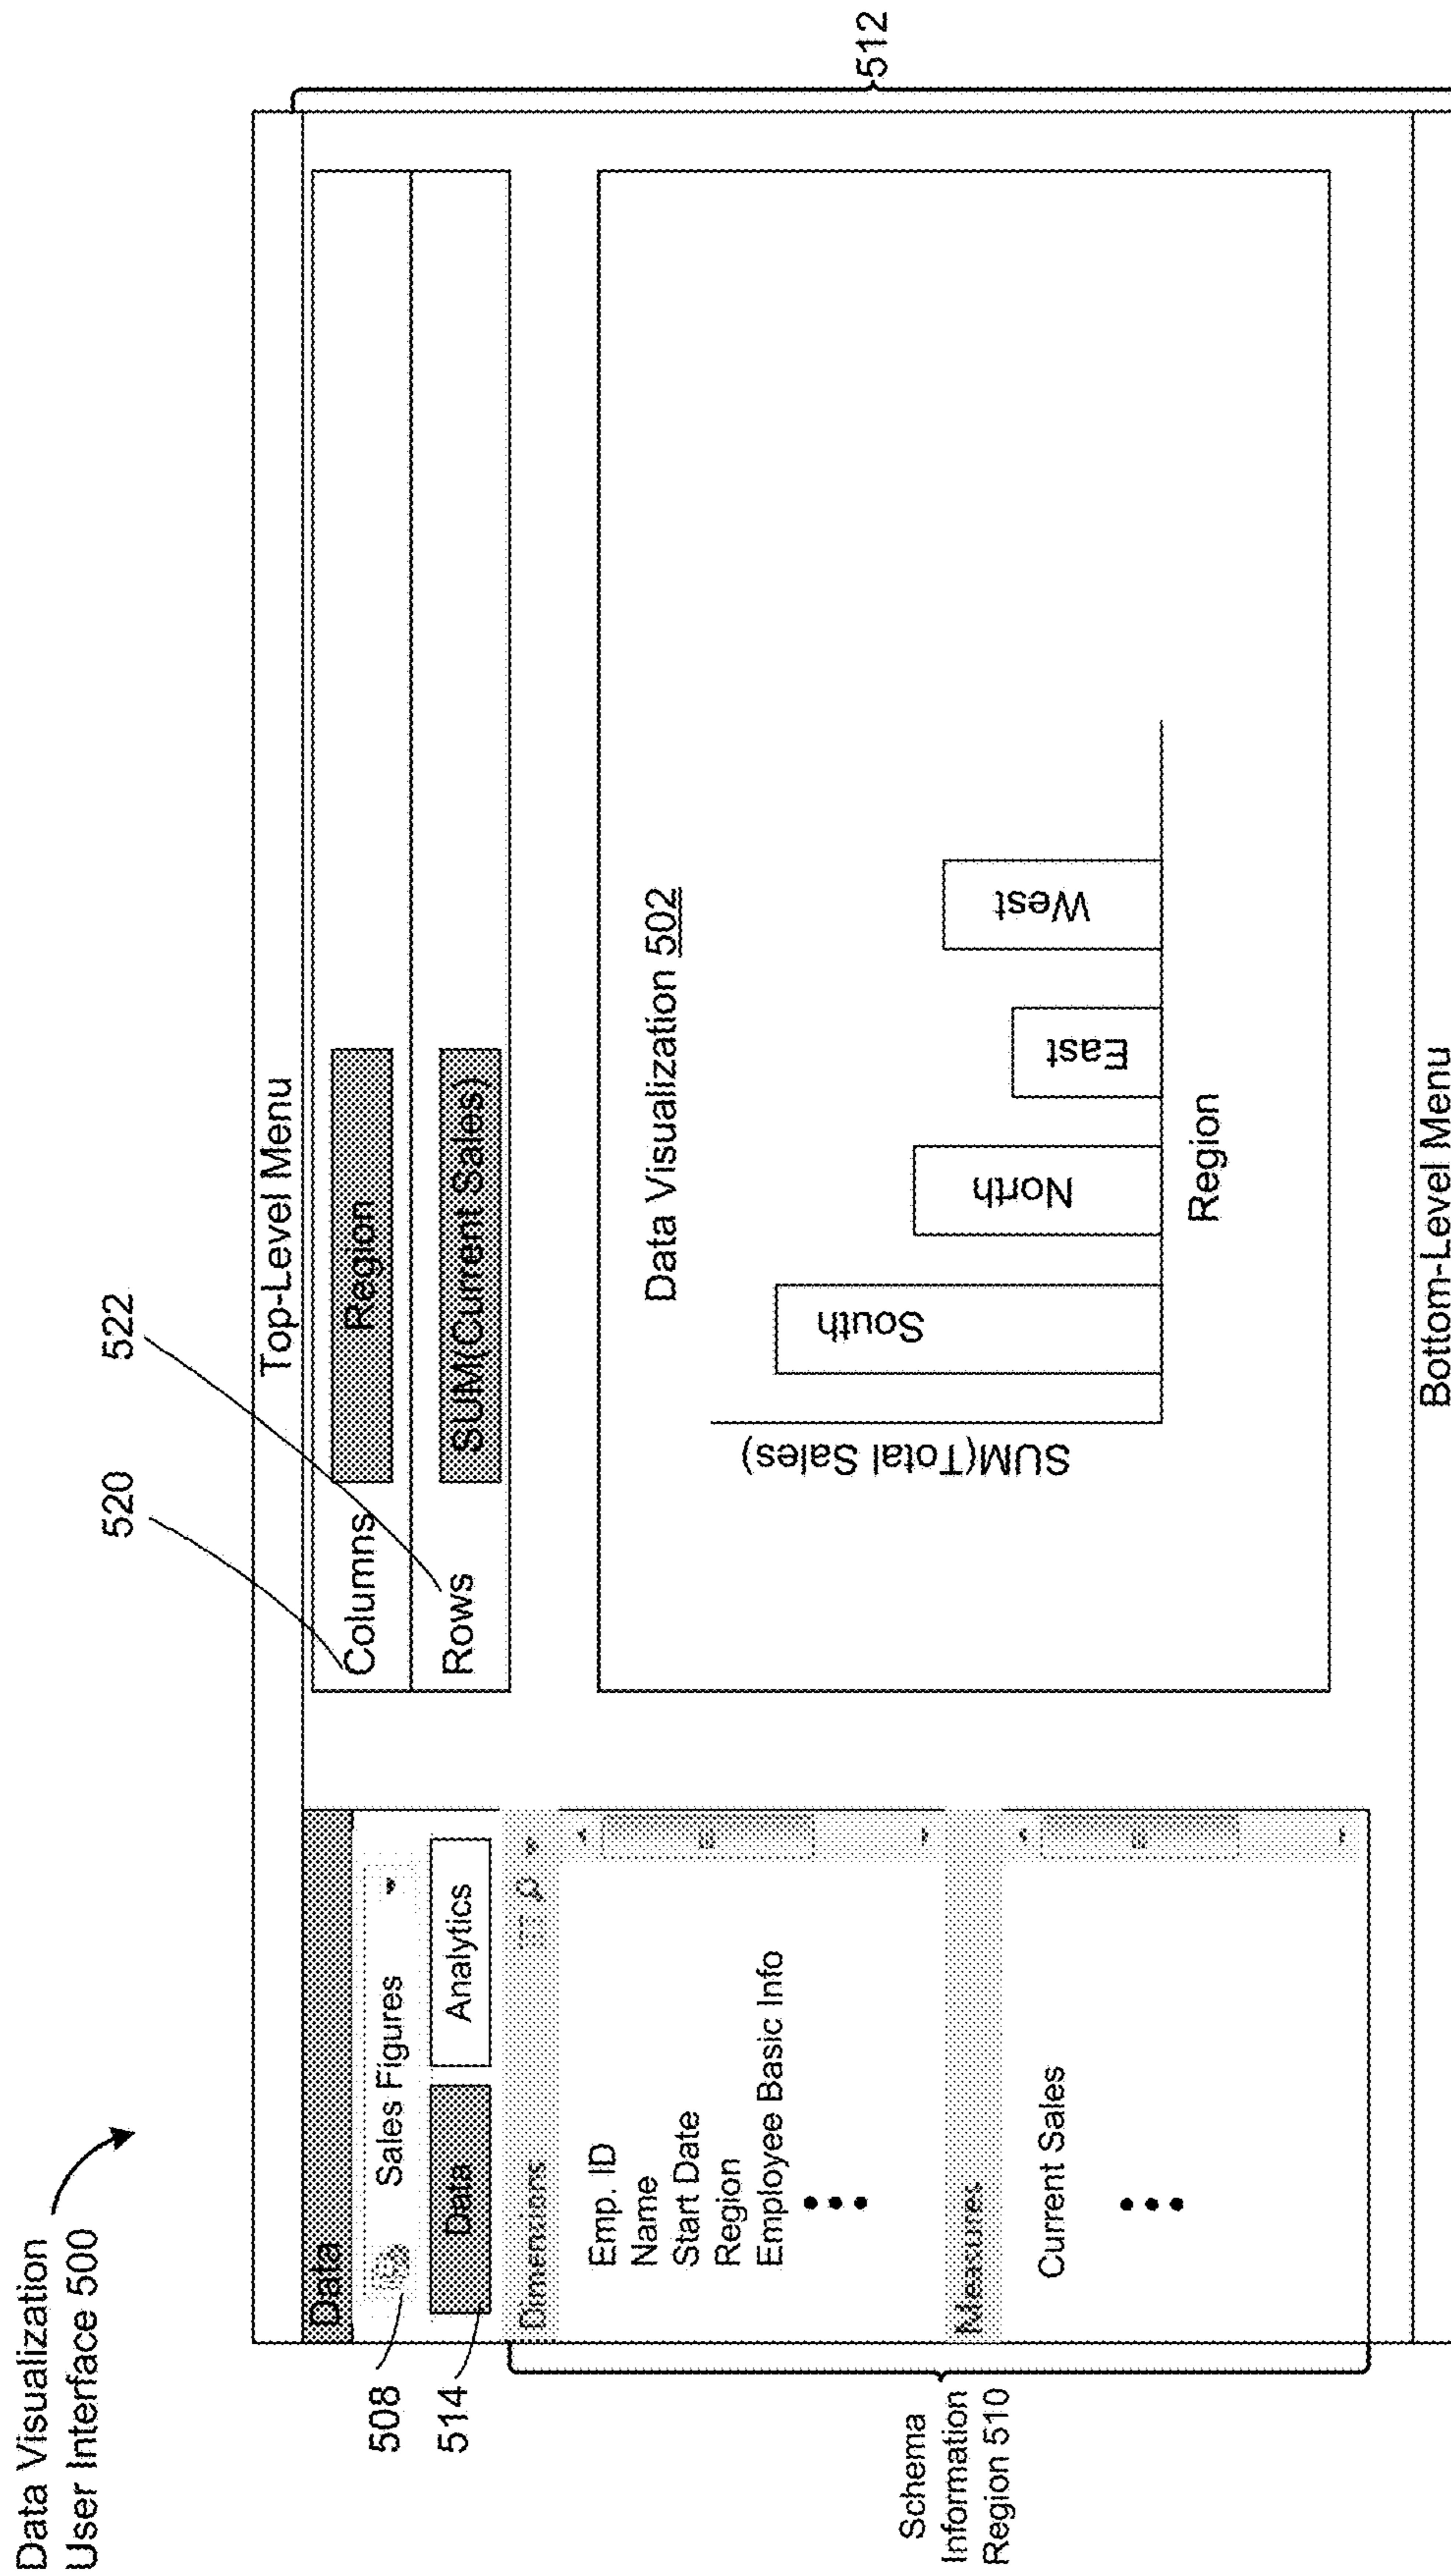 Data Visualization
User Interface 500
520
522
Top-Level Menu
Data
508
Sales Figures
514
Data
Analytics
Columns
Region
Rows
SUM(Current Sales)
512
Schema
Information
Region 510
Dimensions
Emp. ID
Name
Start Date
Region
Employee Basic Info
Measures
Current Sales
Data Visualization 502
SUM(Total Sales)
South
North
East
West
Region
Bottom-Level Menu